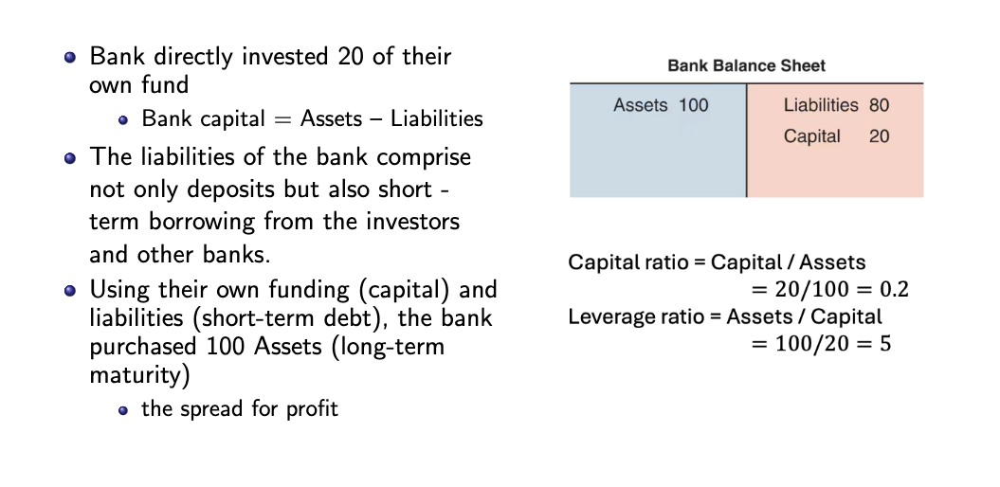 Bank directly invested 20 of their
own fund
Bank capital = Assets – Liabilities
The liabilities of the bank comprise
not only deposits but also short -
term borrowing from the investors
and other banks.
Using their own funding (capital) and
liabilities (short-term debt), the bank
purchased 100 Assets (long-term
maturity)
the spread for profit
Bank Balance Sheet
Assets 100
Liabilities 80
Capital 20
Capital ratio = Capital / Assets
= 20/100 = 0.2
Leverage ratio = Assets / Capital
= 100/20 = 5